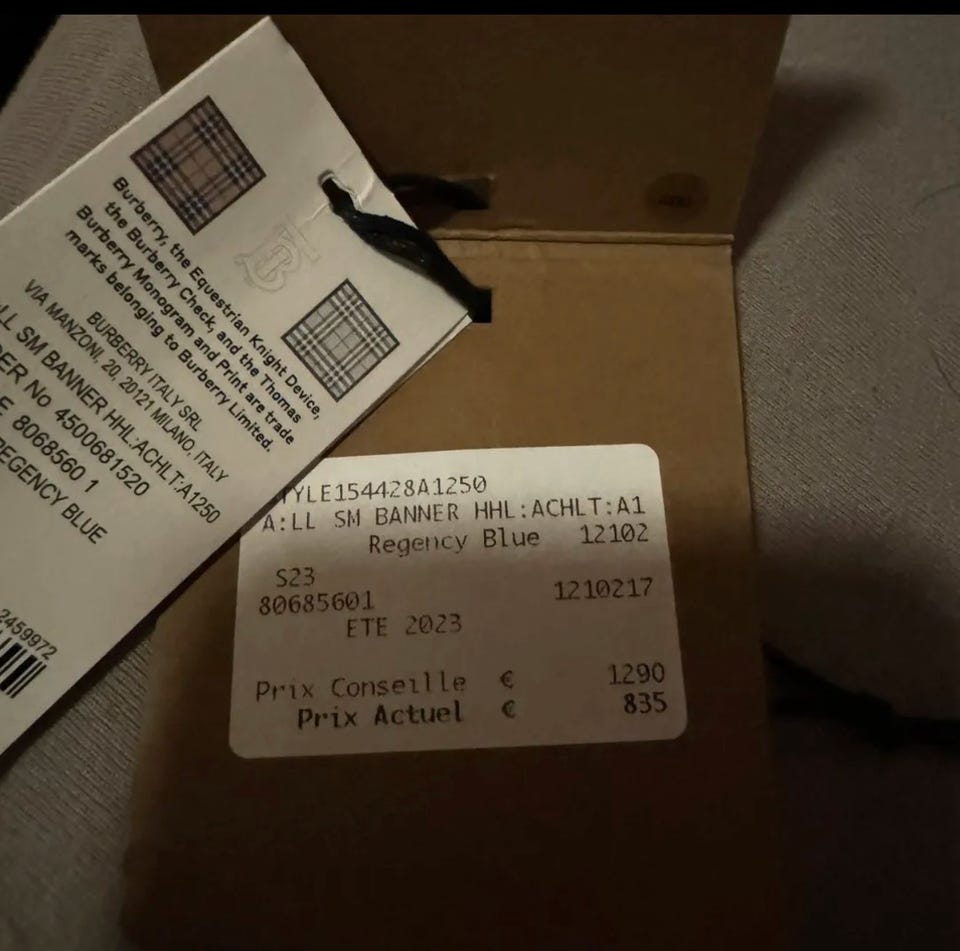 Burberry, the Equestrian Knight Device,
the Burberry Check, and the Thomas
Burberry Monogram and Print are trade
marks belonging to Burberry Limited.
BURBERRY ITALY SRL
VIA MANZONI, 20, 20121 MILANO, ITALY
LL SM BANNER HHL:ACHLT:A1250
DER No 4500681520
E 8068560 1
REGENCY BLUE
2459972
TYLE154428A1250
A:LL SM BANNER HHL:ACHLT:A1
Regency Blue 12102
S23
80685601 1210217
ETE 2023
Prix Conseille € 1290
Prix Actuel € 835